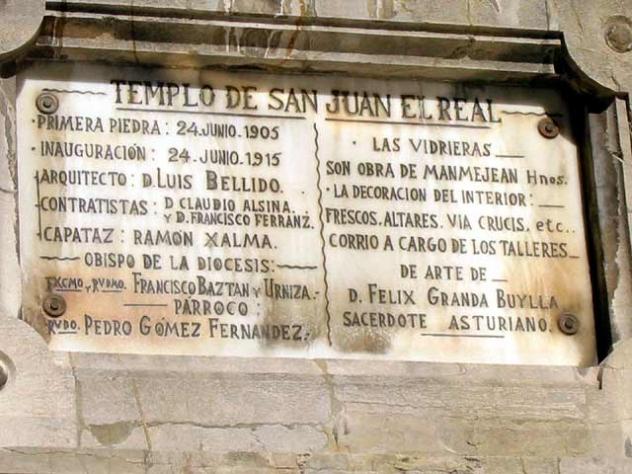 TEMPLO DE SAN JUAN EL REAL
· PRIMERA PIEDRA : 24 JUNIO. 1905
· INAUGURACIÓN : 24. JUNIO. 1915
ARQUITECTO : D. LUIS BELLIDO.
CONTRATISTAS : D CLAUDIO ALSINA.
Y D. FRANCISCO FERRANZ.
CAPATAZ : RAMÓN XALMA.
OBISPO DE LA DIOCESIS :
EXCMO Y RVDMO. FRANCISCO BAZTAN Y URNIZA.
PÁRROCO :
RVDO. PEDRO GÓMEZ FERNANDEZ.
· LAS VIDRIERAS
SON OBRA DE MANMEJEAN Hnos.
· LA DECORACION DEL INTERIOR :
FRESCOS. ALTARES. VIA CRUCIS. etc..
CORRIO A CARGO DE LOS TALLERES
DE ARTE DE
D. FELIX GRANDA BUYLLA
SACERDOTE ASTURIANO.